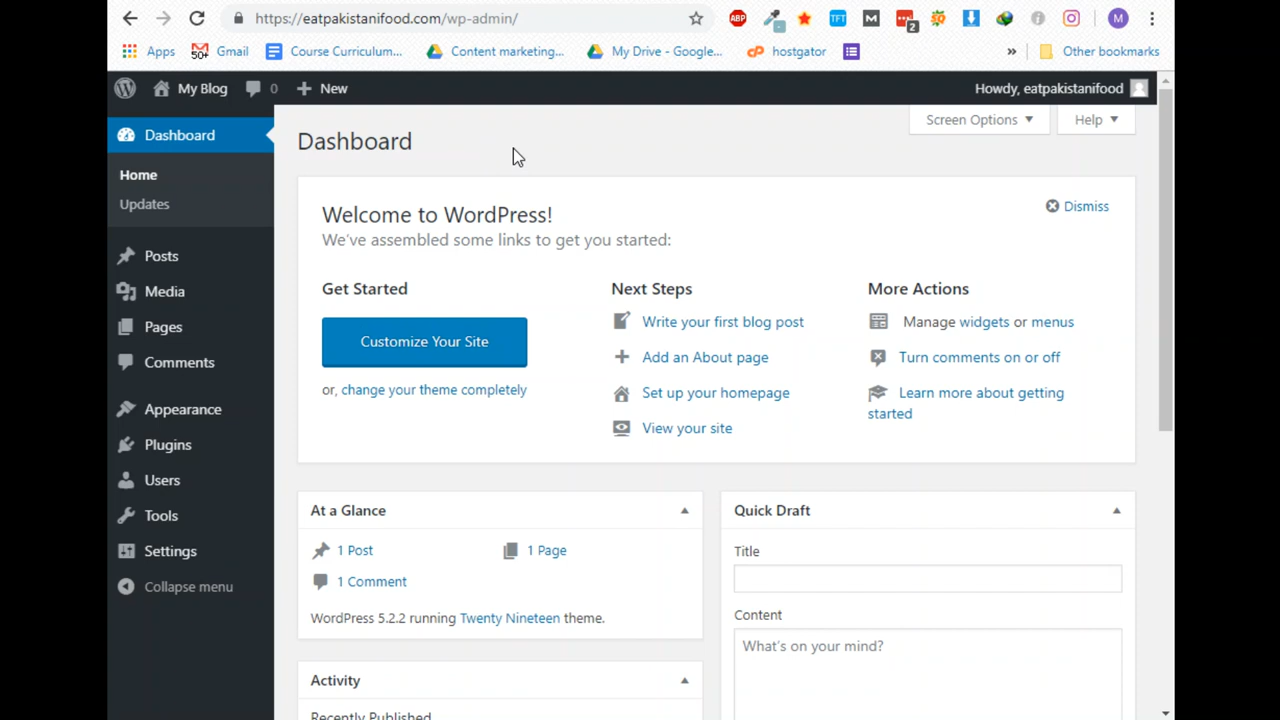 https://eatpakistanifood.com/wp-admin/
ABP TFT M 2 M
Apps 50+ Gmail Course Curriculum... Content marketing... My Drive - Google... cP hostgator » Other bookmarks
My Blog 0 + New Howdy, eatpakistanifood
Dashboard
Home
Updates
Posts
Media
Pages
Comments
Appearance
Plugins
Users
Tools
Settings
Collapse menu
Screen Options Help
Dashboard
Welcome to WordPress!
Dismiss
We've assembled some links to get you started:
Get Started
Customize Your Site
or, change your theme completely
Next Steps
Write your first blog post
Add an About page
Set up your homepage
View your site
More Actions
Manage widgets or menus
Turn comments on or off
Learn more about getting
started
At a Glance
1 Post 1 Page
1 Comment
WordPress 5.2.2 running Twenty Nineteen theme.
Activity
Recently Published
Quick Draft
Title
Content
What's on your mind?